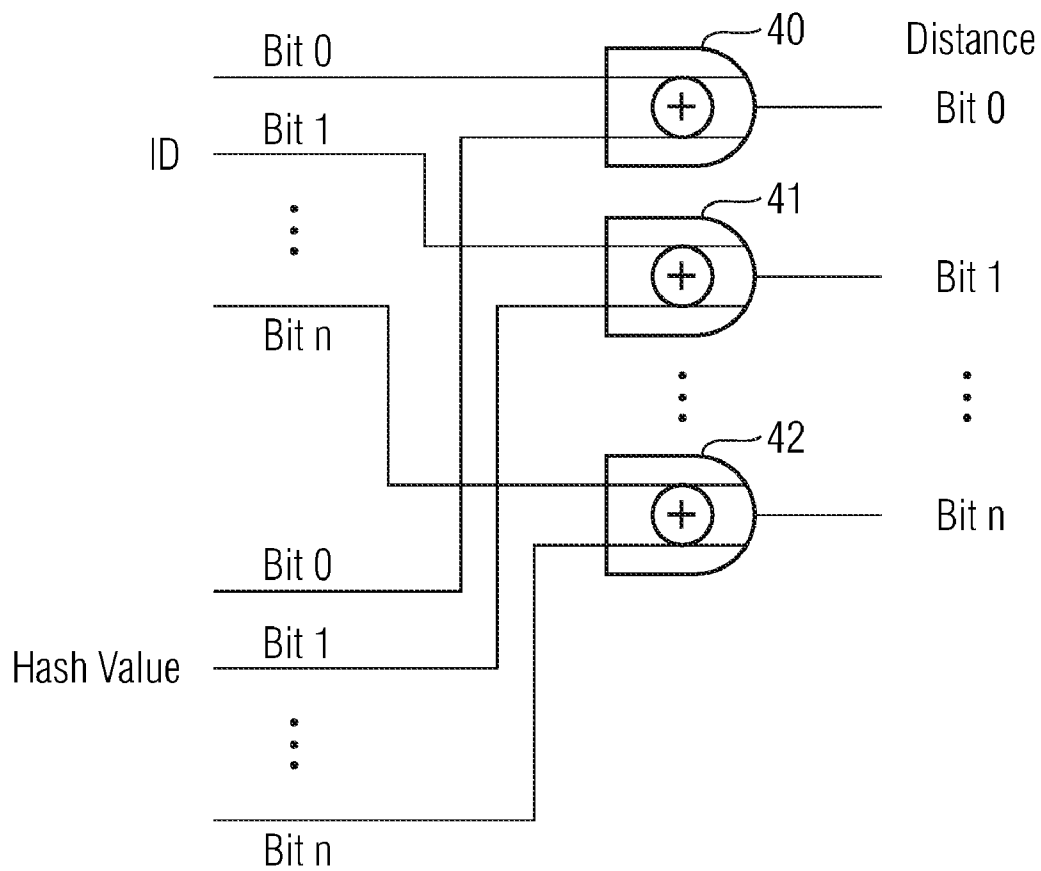 Bit 0
40
Distance
Bit 0
ID
Bit 1
41
Bit 1
Bit n
42
Bit n
Bit 0
Hash Value
Bit 1
Bit n